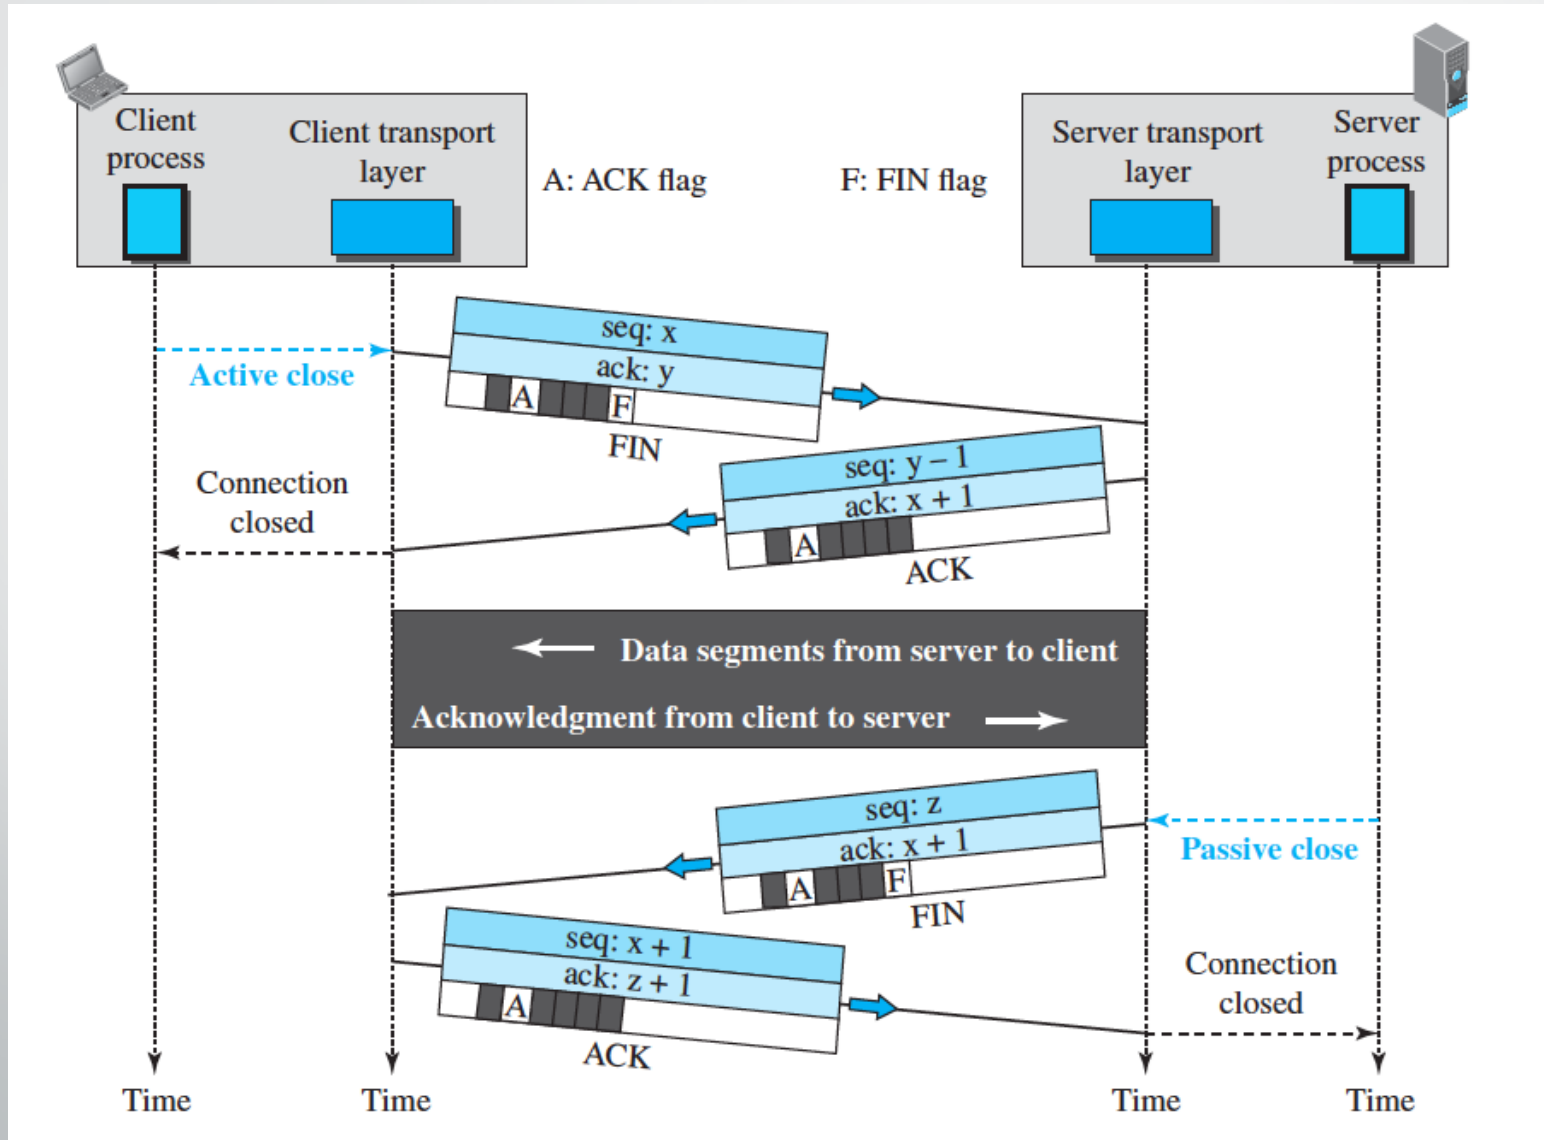 Client
process
Client transport
layer
A: ACK flag
F: FIN flag
Server transport
layer
Server
process
seq: x
ack: y
A
F
FIN
Active close
seq: y – 1
ack: x + 1
A
ACK
Connection
closed
Data segments from server to client
Acknowledgment from client to server
seq: z
ack: x + 1
A
F
FIN
Passive close
seq: x + 1
ack: z + 1
A
ACK
Connection
closed
Time
Time
Time
Time